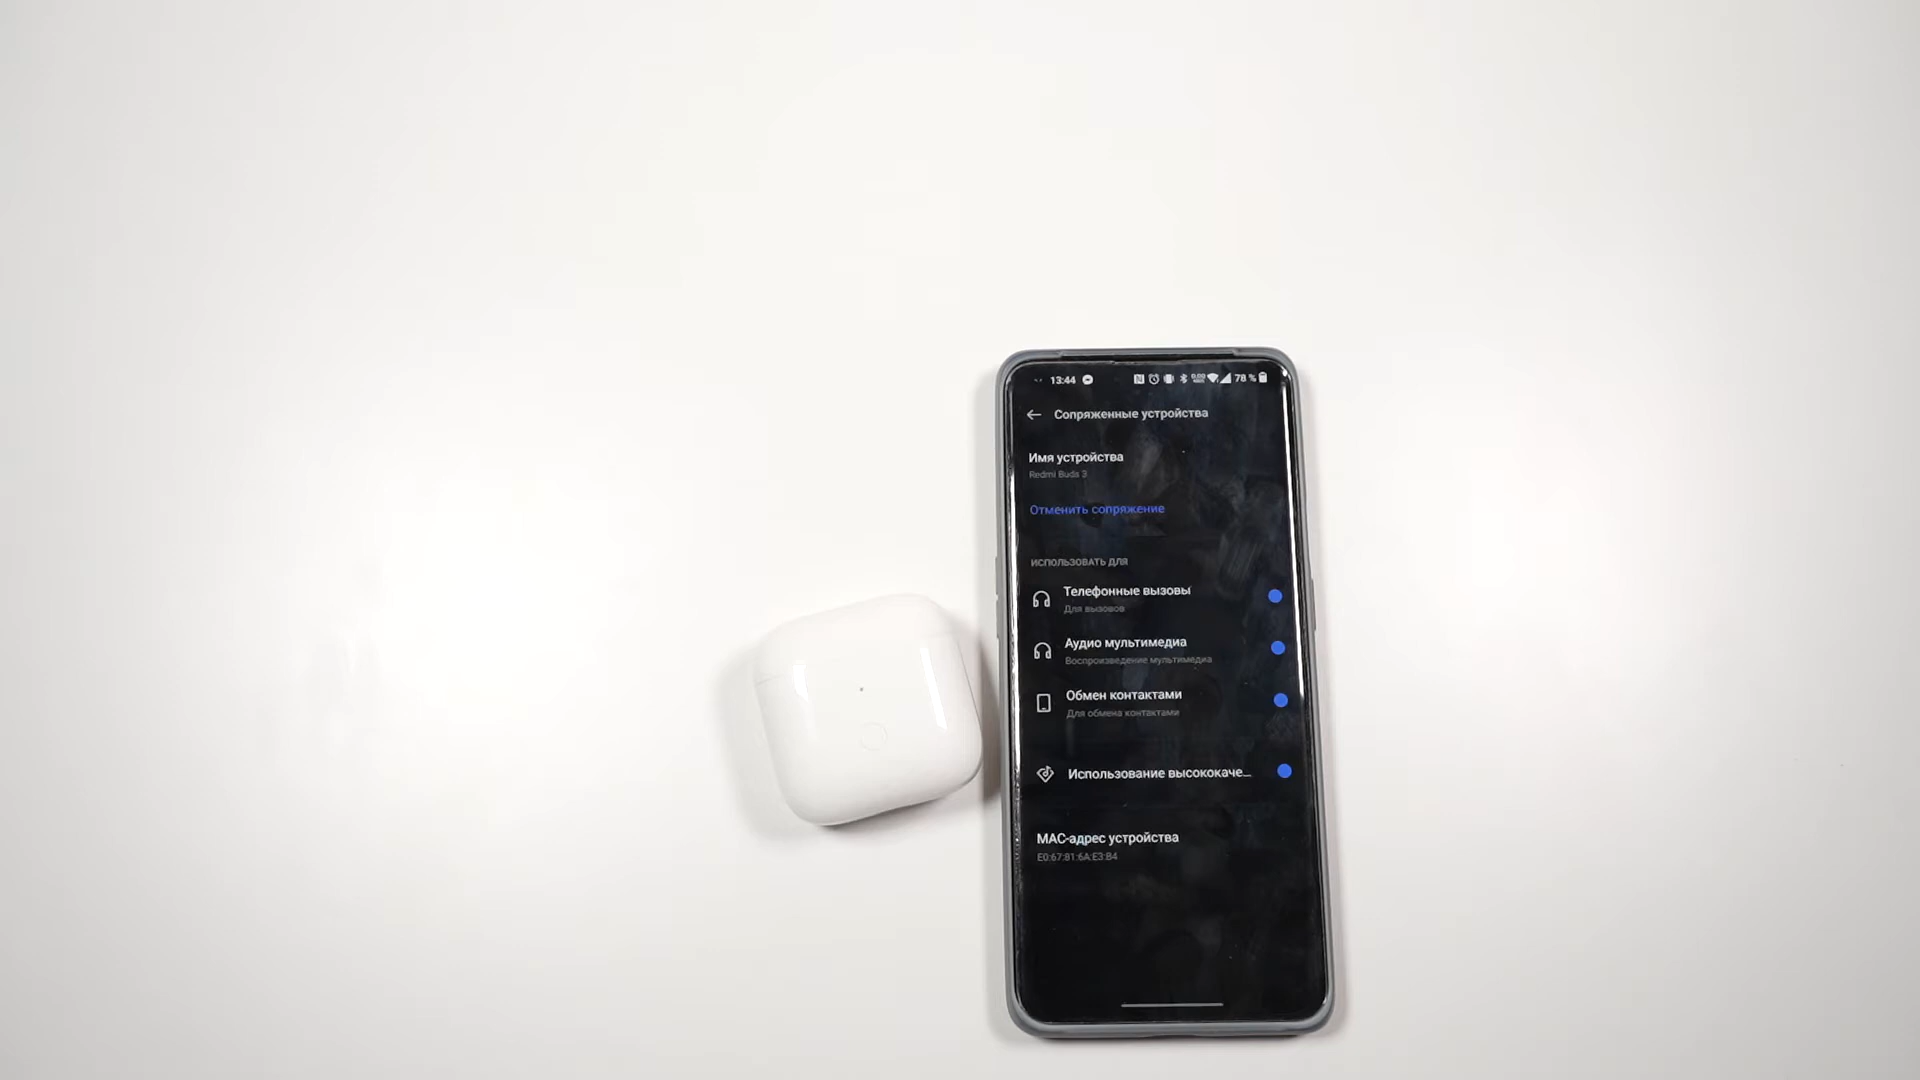 13:44 78 %
Сопряженные устройства
Имя устройства
Redmi Buds 3
Отменить сопряжение
ИСПОЛЬЗОВАТЬ ДЛЯ
Телефонные вызовы
Для вызовов
Аудио мультимедиа
Воспроизведение мультимедиа
Обмен контактами
Для обмена контактами
Использование высококаче...
MAC-адрес устройства
E0:67:81:6A:E3:B4